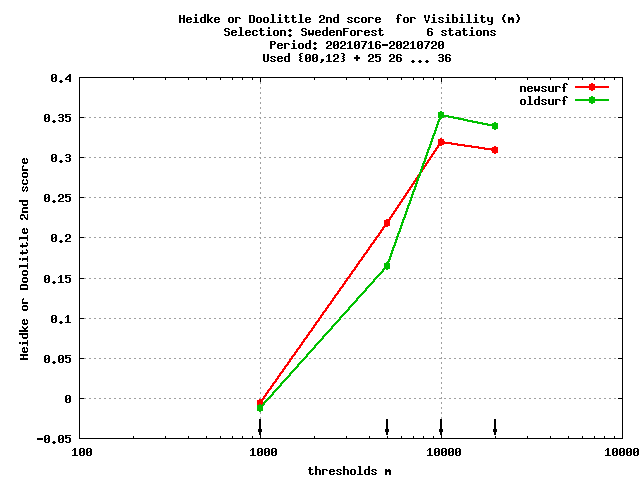 Heidke or Doolittle 2nd score  for Visibility (m)
Selection: SwedenForest      6 stations
Period: 20210716-20210720
Used {00,12} + 25 26 ... 36
newsurf
oldsurf
0.4
0.35
0.3
0.25
0.2
0.15
0.1
0.05
0
-0.05
Heidke or Doolittle 2nd score
100 1000 10000 10000
thresholds m